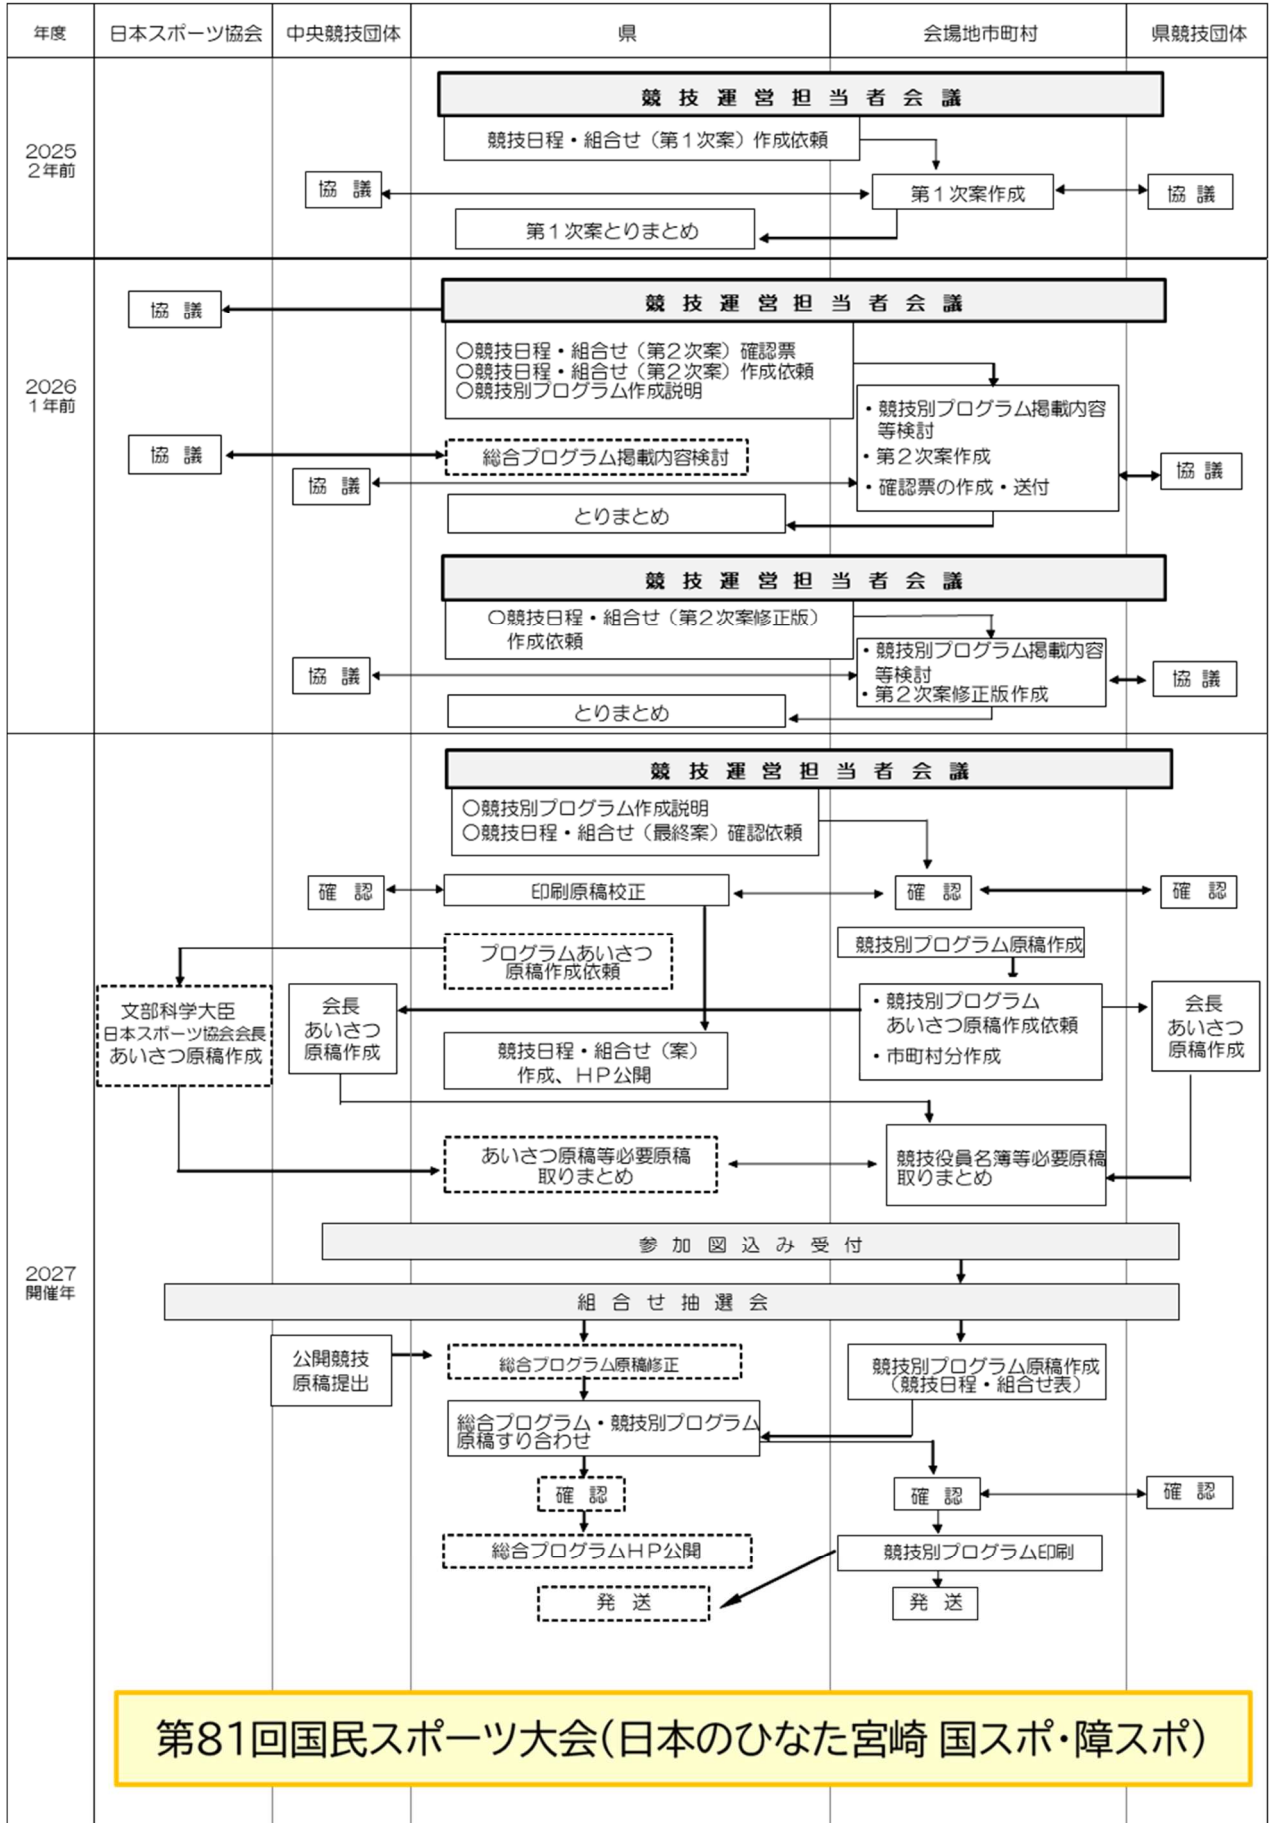 年度
日本スポーツ協会
中央競技団体
県
会場地市町村
県競技団体
競技運営担当者会議
競技日程・組合せ（第１次案）作成依頼
2025
２年前
協　議
第１次案作成
協　議
第１次案とりまとめ
競技運営担当者会議
協　議
○競技日程・組合せ（第２次案）確認票
○競技日程・組合せ（第２次案）作成依頼
○競技別プログラム作成説明
2026
１年前
・競技別プログラム掲載内容
等検討
・第２次案作成
・確認票の作成・送付
協　議
総合プログラム掲載内容検討
協　議
協　議
とりまとめ
競技運営担当者会議
○競技日程・組合せ（第２次案修正版）
作成依頼
・競技別プログラム掲載内容
等検討
・第２次案修正版作成
協　議
協　議
とりまとめ
競技運営担当者会議
○競技別プログラム作成説明
○競技日程・組合せ（最終案）確認依頼
確　認
印刷原稿校正
確　認
確　認
プログラムあいさつ
原稿作成依頼
競技別プログラム原稿作成
文部科学大臣
日本スポーツ協会会長
あいさつ原稿作成
会長
あいさつ
原稿作成
・競技別プログラム
あいさつ原稿作成依頼
・市町村分作成
会長
あいさつ
原稿作成
競技日程・組合せ（案）
作成、ＨＰ公開
あいさつ原稿等必要原稿
取りまとめ
競技役員名簿等必要原稿
取りまとめ
参加図込み受付
2027
開催年
組合せ抽選会
公開競技
原稿提出
総合プログラム原稿修正
競技別プログラム原稿作成
（競技日程・組合せ表）
総合プログラム・競技別プログラム
原稿すり合わせ
確　認
確　認
確　認
総合プログラムＨＰ公開
競技別プログラム印刷
発　送
発　送
第81回国民スポーツ大会(日本のひなた宮崎 国スポ・障スポ)